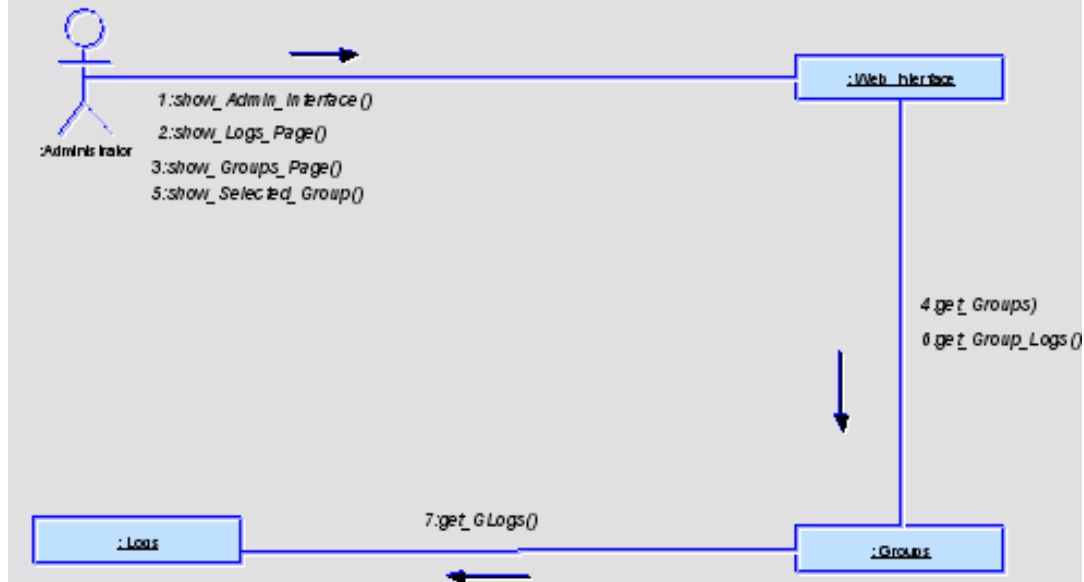 :Web_Interface
1:show_Admin_Interface()
2:show_Logs_Page()
:Administrator
3:show_Groups_Page()
5:show_Selected_Group()
4.get_Groups)
6.get_Group_Logs()
7:get_GLogs()
:Logs
:Groups